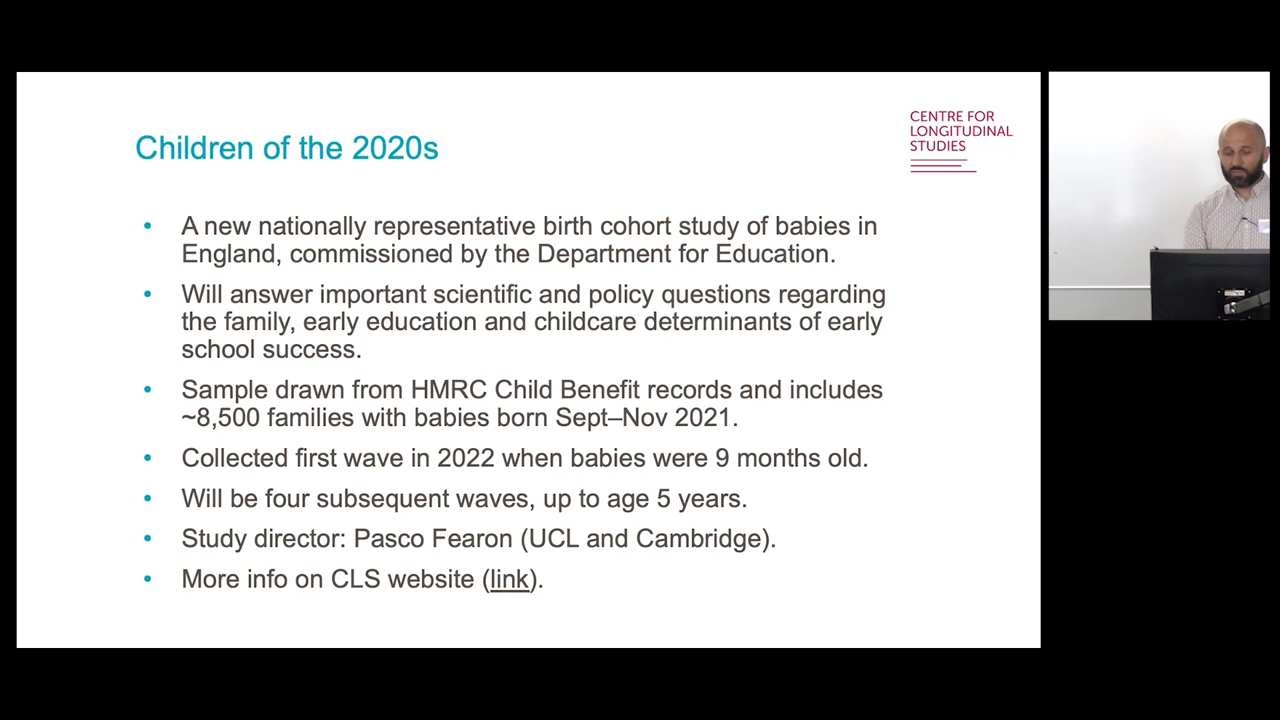 Children of the 2020s
CENTRE FOR
LONGITUDINAL
STUDIES
• A new nationally representative birth cohort study of babies in
England, commissioned by the Department for Education.
• Will answer important scientific and policy questions regarding
the family, early education and childcare determinants of early
school success.
• Sample drawn from HMRC Child Benefit records and includes
~8,500 families with babies born Sept–Nov 2021.
• Collected first wave in 2022 when babies were 9 months old.
• Will be four subsequent waves, up to age 5 years.
• Study director: Pasco Fearon (UCL and Cambridge).
• More info on CLS website (link).